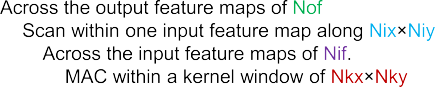 Across the output feature maps of Nof
Scan within one input feature map along Nix×Niy
Across the input feature maps of Nif.
MAC within a kernel window of Nkx×Nky